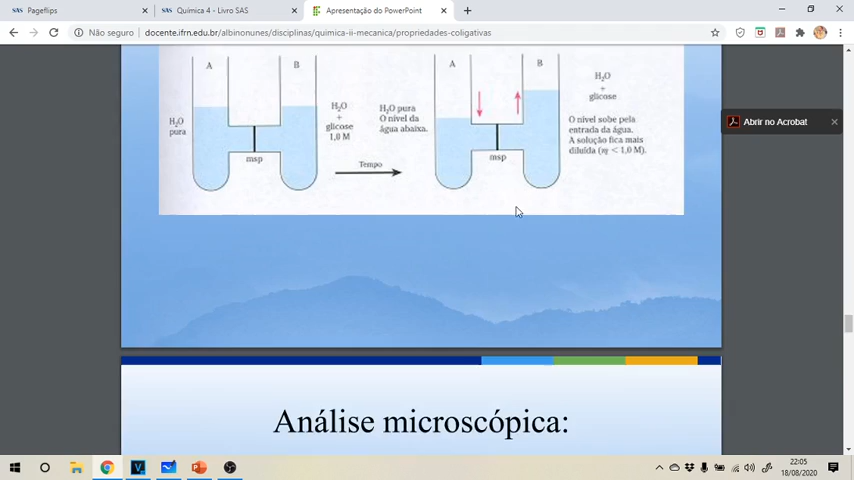 Pageflips
Química 4 - Livro SAS
Apresentação do PowerPoint
Não seguro
docente.ifrn.edu.br/albinonunes/disciplinas/quimica-ii-mecanica/propriedades-coligativas
Abrir no Acrobat
A
B
H₂O
pura
H₂O
+
glicose
1,0 M
msp
Tempo
H₂O pura
O nível da
água abaixa.
A
B
msp
H₂O
+
glicose
O nível sobe pela
entrada da água.
A solução fica mais
diluída (η < 1,0 M).
Análise microscópica:
22:05
18/08/2020